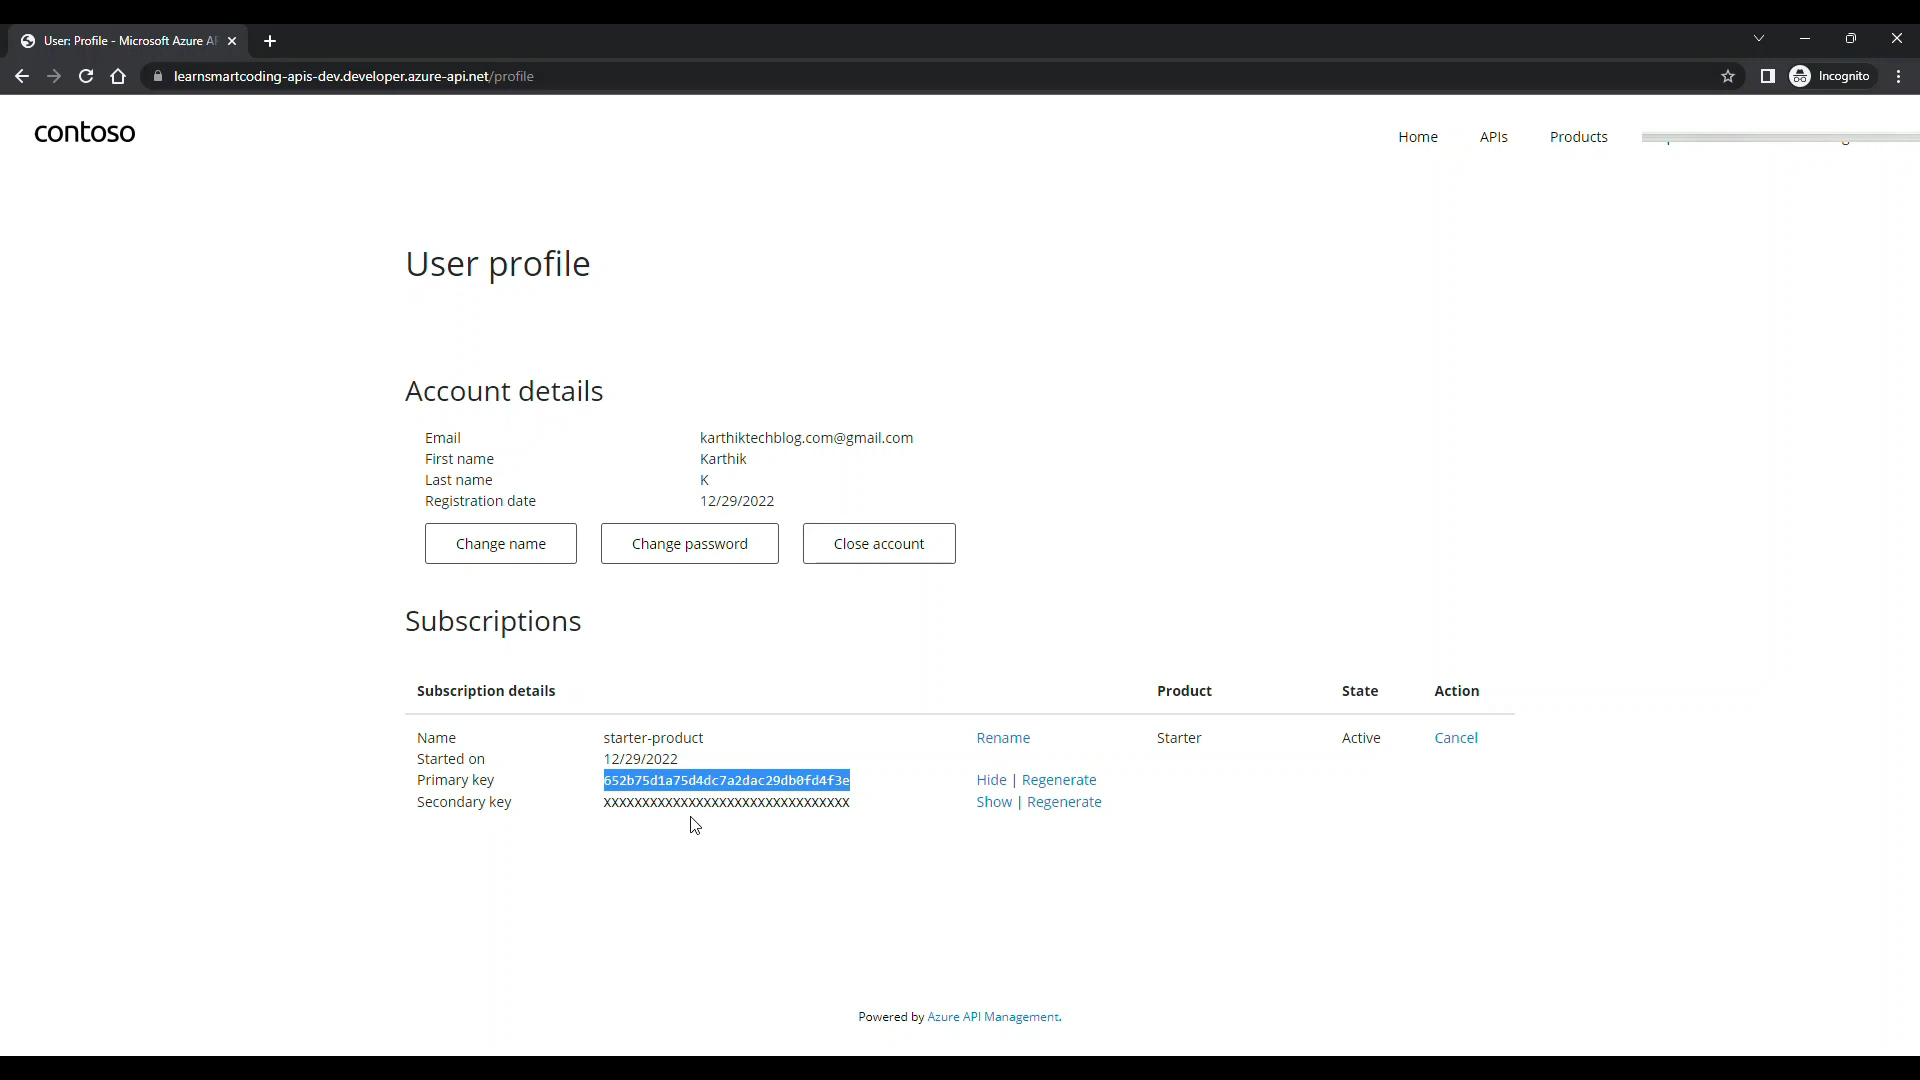 User: Profile - Microsoft Azure AP
learnsmartcoding-apis-dev.developer.azure-api.net/profile
Incognito
contoso
Home APIs Products
User profile
Account details
Email karthiktechblog.com@gmail.com
First name Karthik
Last name K
Registration date 12/29/2022
Change name Change password Close account
Subscriptions
Subscription details Product State Action
Name starter-product Rename Starter Active Cancel
Started on 12/29/2022
Primary key 652b75d1a75d4dc7a2dac29db0fd4f3e Hide | Regenerate
Secondary key xxxxxxxxxxxxxxxxxxxxxxxxxxxxxxxx Show | Regenerate
Powered by Azure API Management.